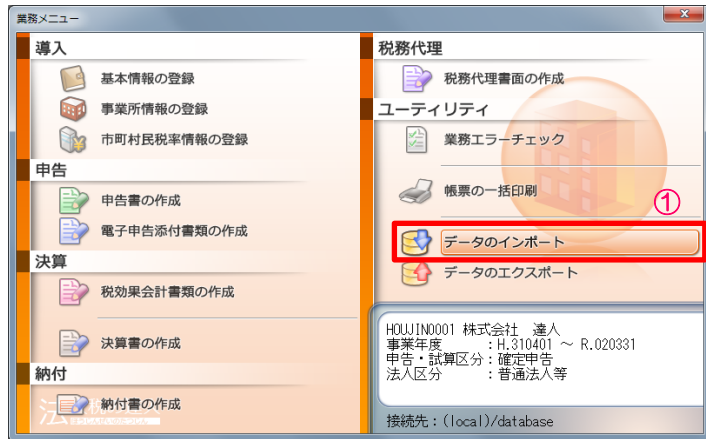 業務メニュー
導入
基本情報の登録
事業所情報の登録
市町村民税率情報の登録
申告
申告書の作成
電子申告添付書類の作成
決算
税効果会計書類の作成
決算書の作成
納付
納付書の作成
税務代理
税務代理書面の作成
ユーティリティ
業務エラーチェック
帳票の一括印刷
①
データのインポート
データのエクスポート
HOUJIN0001 株式会社　達人
事業年度　　　：H.310401 ～ R.020331
申告・試算区分：確定申告
法人区分　　　：普通法人等
接続先：(local)/database